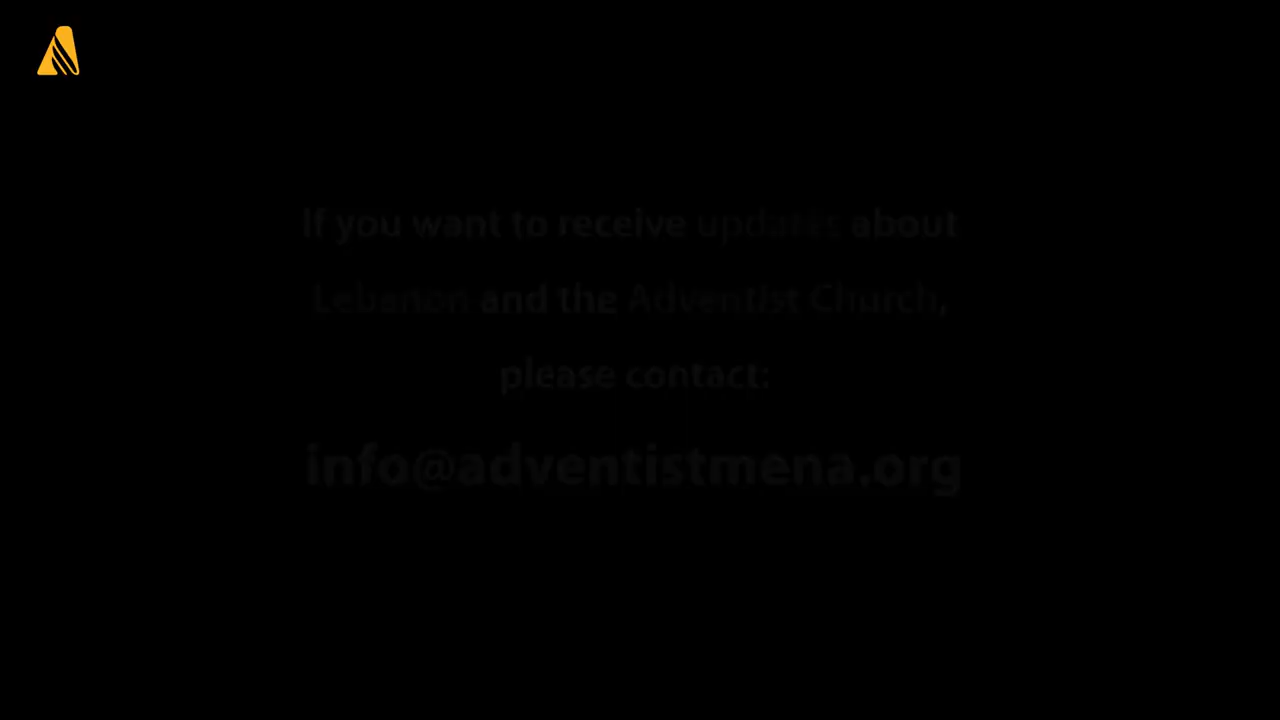 If you want to receive updates about
Lebanon and the Adventist Church,
please contact:
info@adventistmena.org